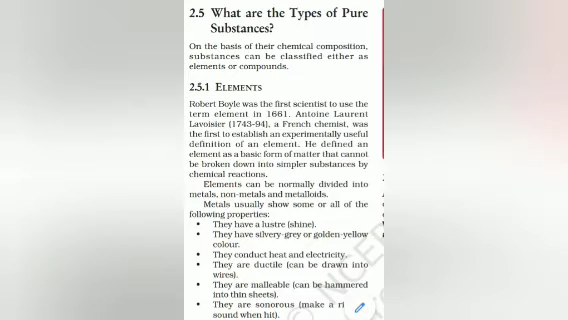 2.5 What are the Types of Pure
Substances?
On the basis of their chemical composition,
substances can be classified either as
elements or compounds.
2.5.1 ELEMENTS
Robert Boyle was the first scientist to use the
term element in 1661. Antoine Laurent
Lavoisier (1743-94), a French chemist, was
the first to establish an experimentally useful
definition of an element. He defined an
element as a basic form of matter that cannot
be broken down into simpler substances by
chemical reactions.
Elements can be normally divided into
metals, non-metals and metalloids.
Metals usually show some or all of the
following properties:
• They have a lustre (shine).
• They have silvery-grey or golden-yellow
colour.
• They conduct heat and electricity.
• They are ductile (can be drawn into
wires).
• They are malleable (can be hammered
into thin sheets).
• They are sonorous (make a ri
sound when hit).
© NCERT